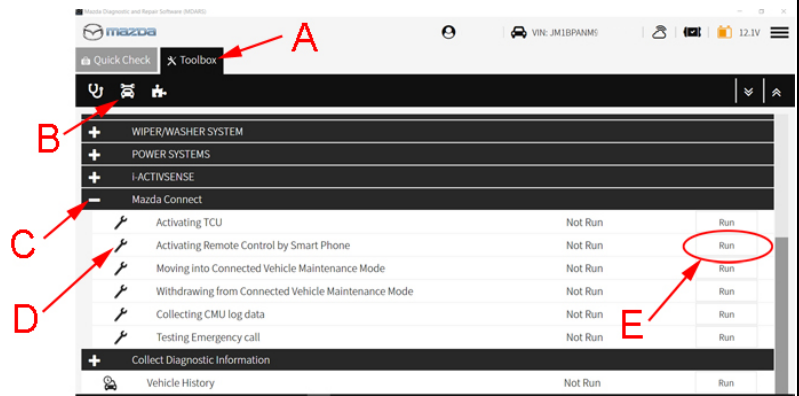 Mazda Diagnostic and Repair Software (MDARS)
mazda
VIN: JM1BPANM
12.1V
A
Quick Check
Toolbox
B
WIPER/WASHER SYSTEM
POWER SYSTEMS
i-ACTIVSENSE
Mazda Connect
C
Activating TCU Not Run Run
Activating Remote Control by Smart Phone Not Run Run
Moving into Connected Vehicle Maintenance Mode Not Run Run
D
Withdrawing from Connected Vehicle Maintenance Mode Not Run Run
E
Collecting CMU log data Not Run Run
Testing Emergency call Not Run Run
Collect Diagnostic Information
Vehicle History Not Run Run